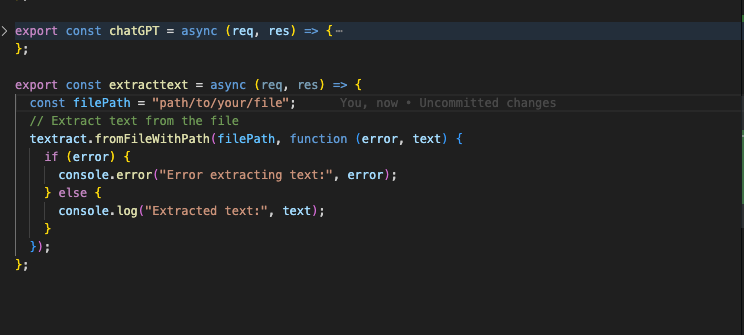 export const chatGPT = async (req, res) => {…
};
export const extracttext = async (req, res) => {
const filePath = "path/to/your/file"; You, now • Uncommitted changes
// Extract text from the file
textract.fromFileWithPath(filePath, function (error, text) {
if (error) {
console.error("Error extracting text:", error);
} else {
console.log("Extracted text:", text);
}
});
};